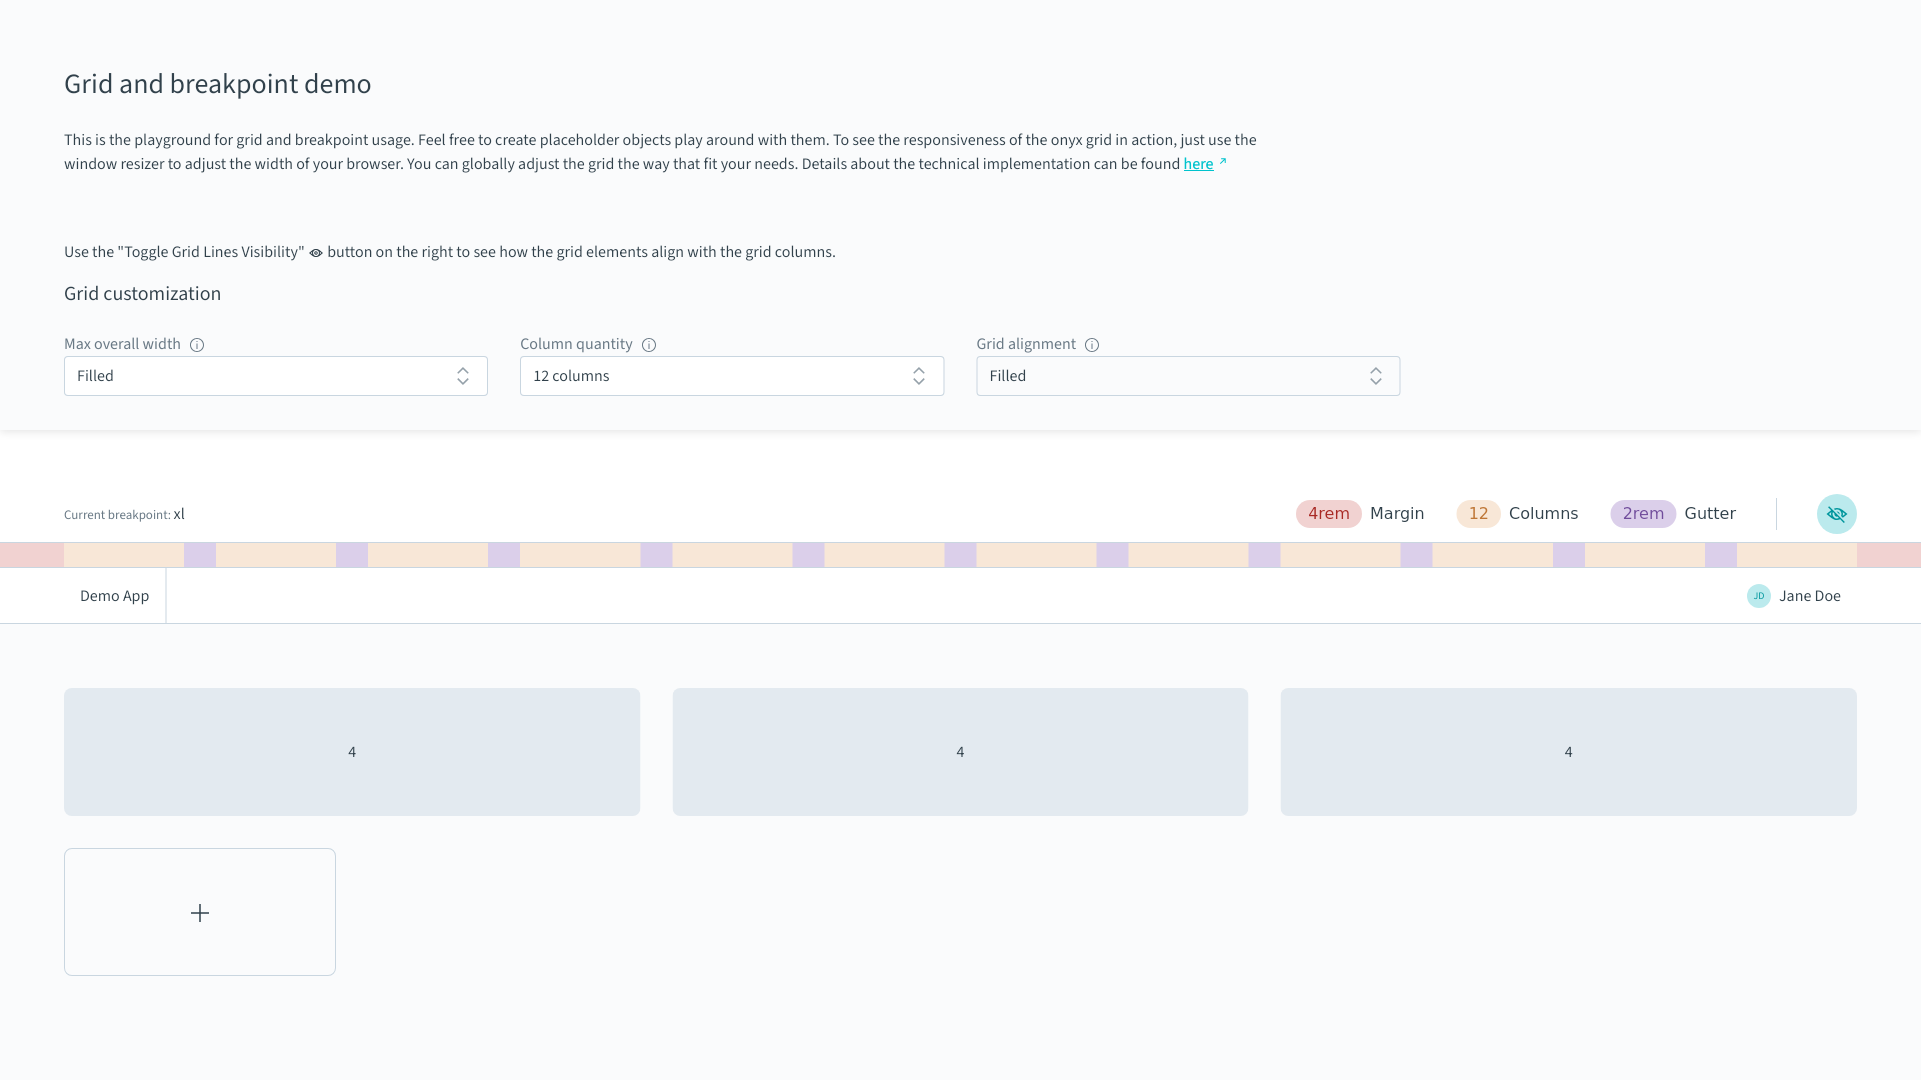 Grid and breakpoint demo
This is the playground for grid and breakpoint usage. Feel free to create placeholder objects play around with them. To see the responsiveness of the onyx grid in action, just use the
window resizer to adjust the width of your browser. You can globally adjust the grid the way that fit your needs. Details about the technical implementation can be found here
Use the "Toggle Grid Lines Visibility" button on the right to see how the grid elements align with the grid columns.
Grid customization
Max overall width Column quantity Grid alignment
Filled 12 columns Filled
Current breakpoint: xl 4rem Margin 12 Columns 2rem Gutter
Demo App JD Jane Doe
4 4 4